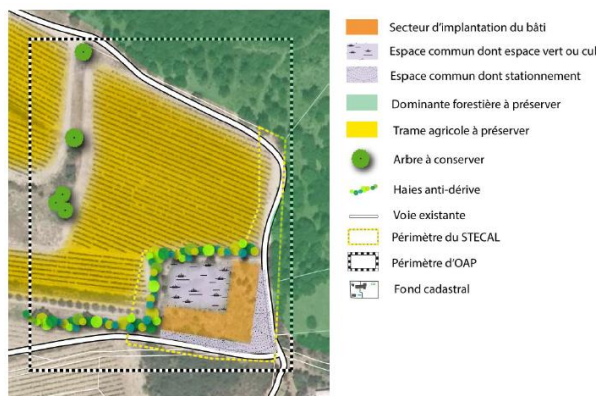 Secteur d'implantation du bâti
Espace commun dont espace vert ou cul
Espace commun dont stationnement
Dominante forestière à préserver
Trame agricole à préserver
Arbre à conserver
Haies anti-dérive
Voie existante
Périmètre du STECAL
Périmètre d'OAP
Fond cadastral